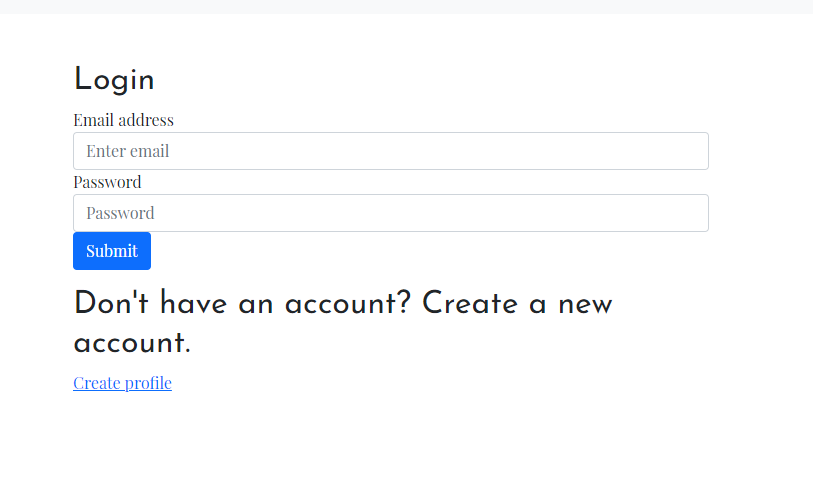 Login
Email address
Enter email
Password
Password
Submit
Don't have an account? Create a new
account.
Create profile